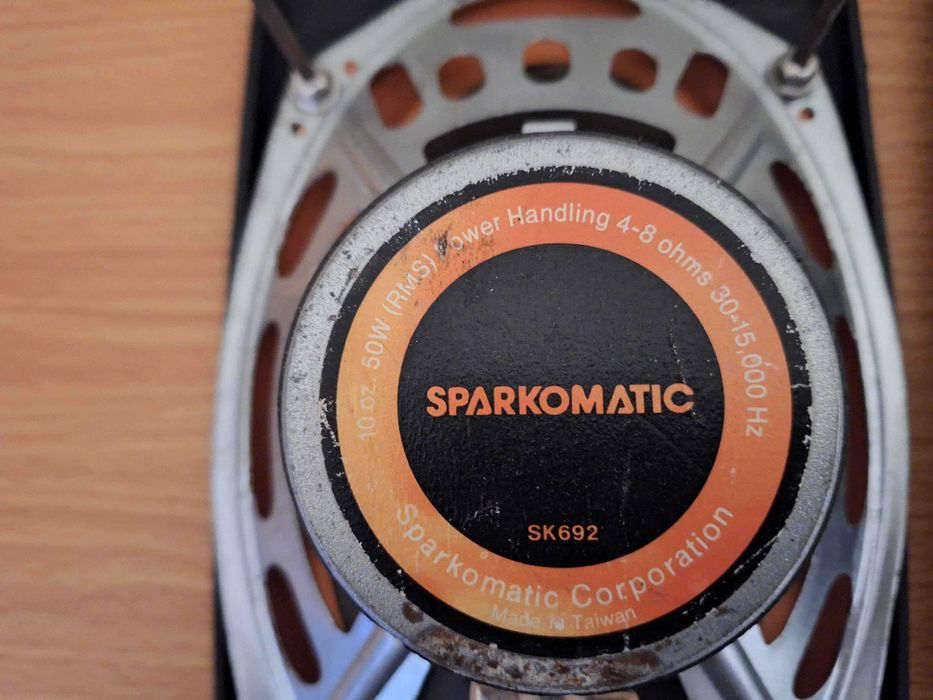 10 oz. 50W (RMS) Power Handling 4-8 ohms 30-15,000 Hz
SPARKOMATIC
SK692
Sparkomatic Corporation
Made In Taiwan